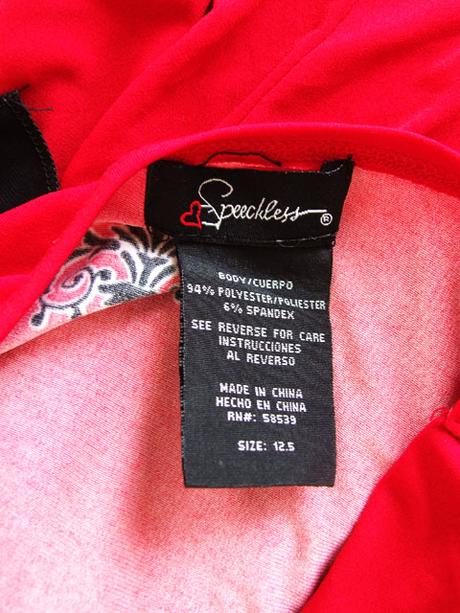 Speechless®
BODY/CUERPO
94% POLYESTER/POLIESTER
6% SPANDEX
SEE REVERSE FOR CARE
INSTRUCCIONES
AL REVERSO
MADE IN CHINA
HECHO EN CHINA
RN#: 58539
SIZE: 12.5